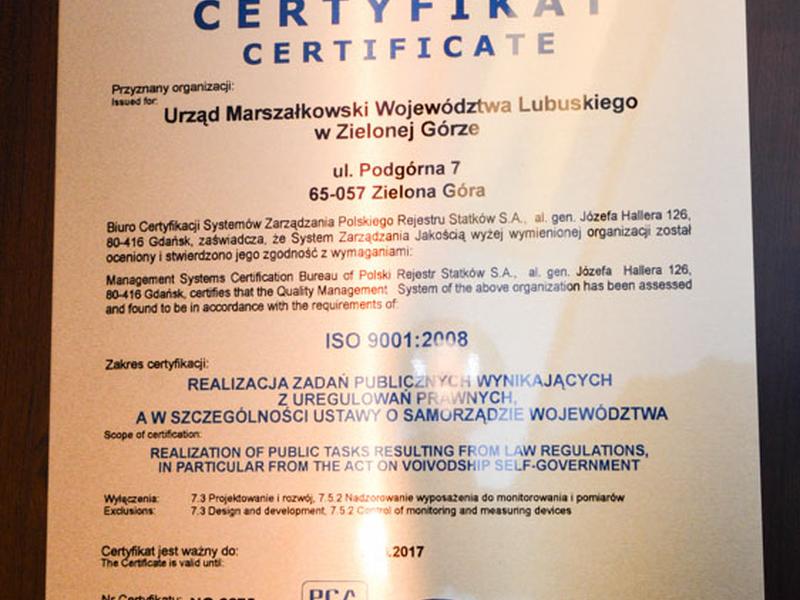 CERTYFIKAT
CERTIFICATE
Przyznany organizacji:
Issued for:
Urząd Marszałkowski Województwa Lubuskiego
w Zielonej Górze
ul. Podgórna 7
65-057 Zielona Góra
Biuro Certyfikacji Systemów Zarządzania Polskiego Rejestru Statków S.A., al. gen. Józefa Hallera 126,
80-416 Gdańsk, zaświadcza, że System Zarządzania Jakością wyżej wymienionej organizacji został
oceniony i stwierdzono jego zgodność z wymaganiami:
Management Systems Certification Bureau of Polski Rejestr Statków S.A., al. gen. Józefa Hallera 126,
80-416 Gdańsk, certifies that the Quality Management System of the above organization has been assessed
and found to be in accordance with the requirements of:
ISO 9001:2008
Zakres certyfikacji:
REALIZACJA ZADAŃ PUBLICZNYCH WYNIKAJĄCYCH
Z UREGULOWAŃ PRAWNYCH,
A W SZCZEGÓLNOŚCI USTAWY O SAMORZĄDZIE WOJEWÓDZTWA
Scope of certification:
REALIZATION OF PUBLIC TASKS RESULTING FROM LAW REGULATIONS,
IN PARTICULAR FROM THE ACT ON VOIVODSHIP SELF-GOVERNMENT
Wyłączenia: 7.3 Projektowanie i rozwój, 7.5.2 Nadzorowanie wyposażenia do monitorowania i pomiarów
Exclusions: 7.3 Design and development, 7.5.2 Control of monitoring and measuring devices
Certyfikat jest ważny do: .2017
The Certificate is valid until:
Nr Certyfikatu:
PCA